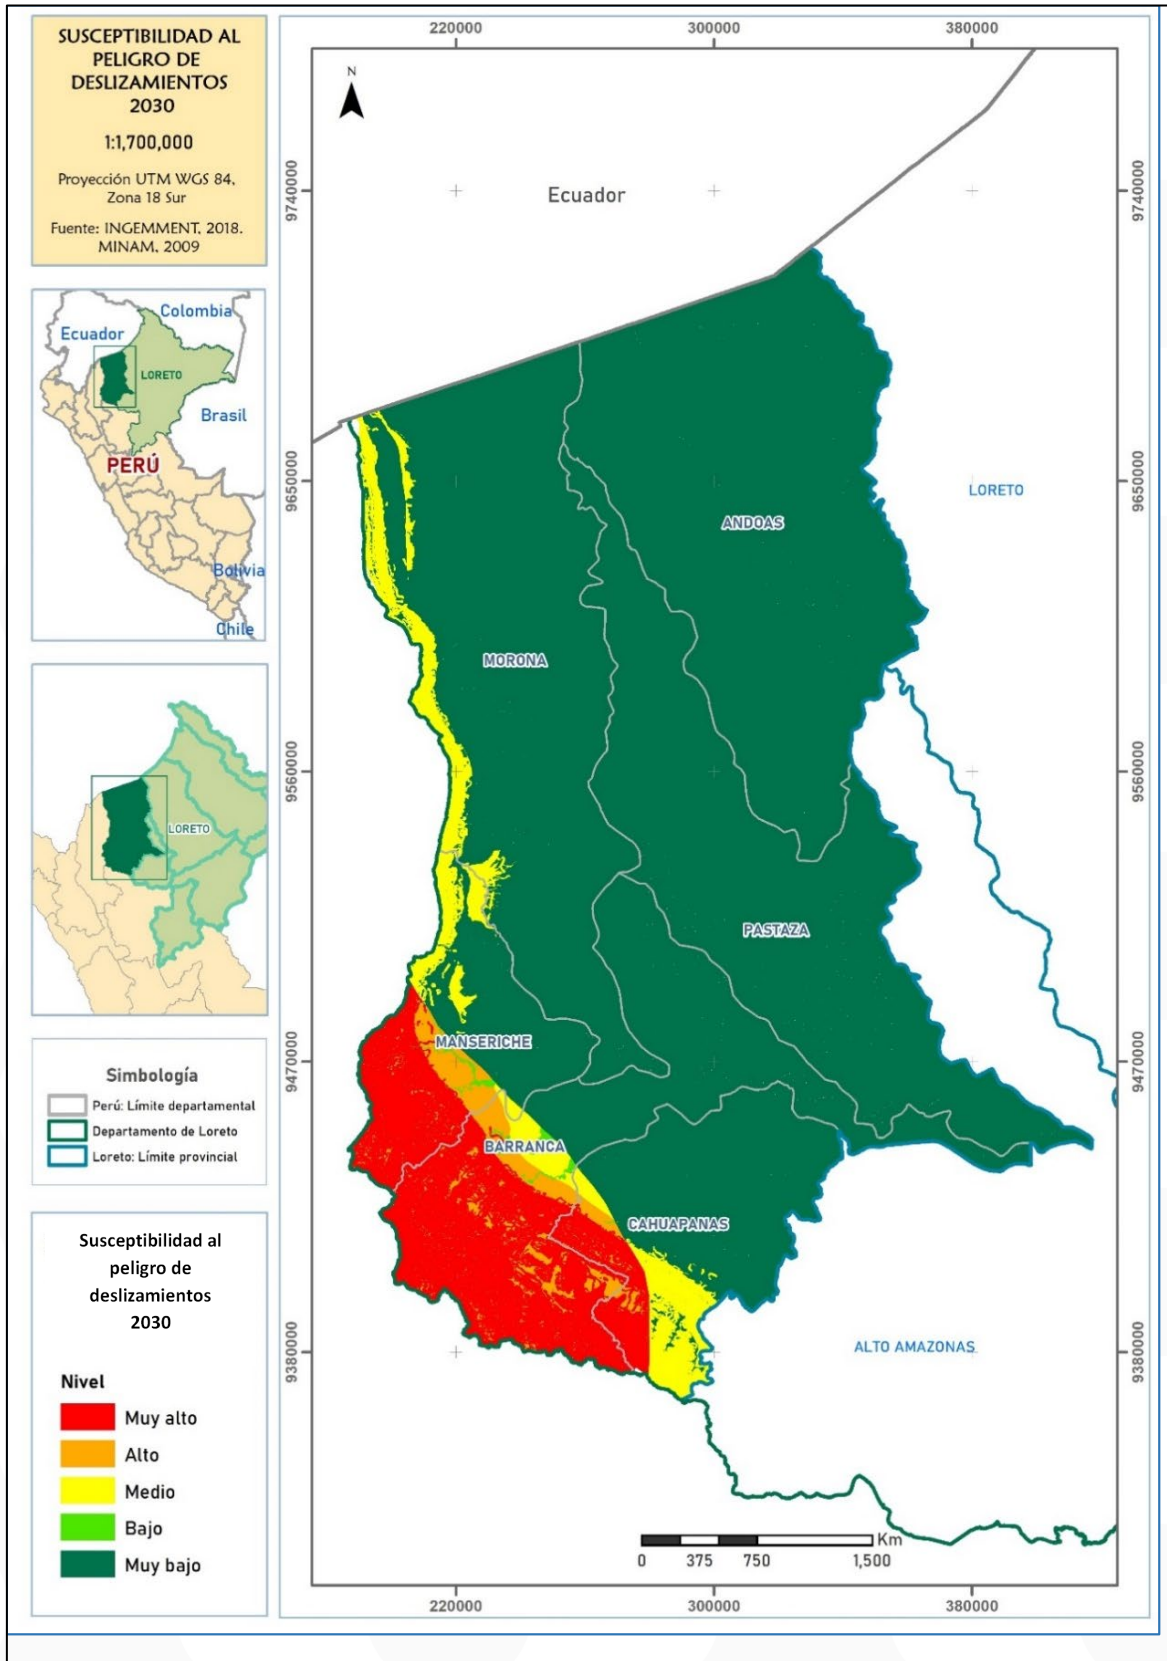 SUSCEPTIBILIDAD AL
PELIGRO DE
DESLIZAMIENTOS
2030
1:1,700,000
Proyección UTM WGS 84,
Zona 18 Sur
Fuente: INGEMMENT, 2018.
MINAM, 2009
Colombia
Ecuador
LORETO
Brasil
PERÚ
Bolivia
Chile
LORETO
Simbología
Perú: Límite departamental
Departamento de Loreto
Loreto: Límite provincial
Susceptibilidad al
peligro de
deslizamientos
2030
Nivel
Muy alto
Alto
Medio
Bajo
Muy bajo
220000 300000 380000
N
9740000 9740000
Ecuador
9650000 9650000
LORETO
ANDOAS
MORONA
9560000 9560000
PASTAZA
MANSERICHE
9470000 9470000
BARRANCA
CAHUAPANAS
ALTO AMAZONAS
9380000 9380000
Km
0 375 750 1,500
220000 300000 380000